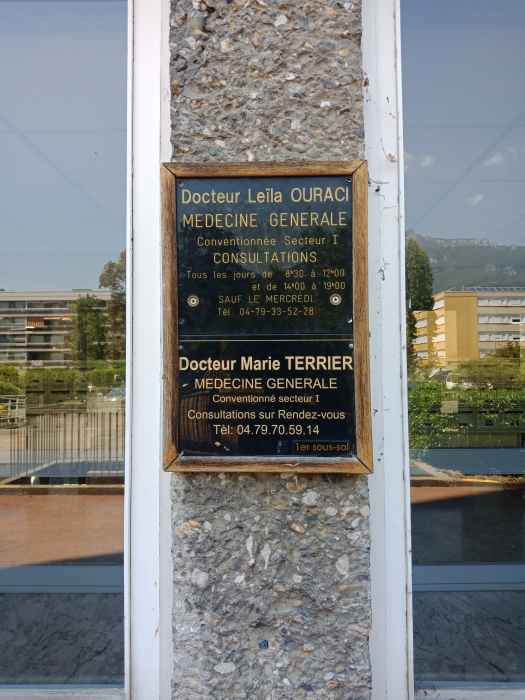 Docteur Leïla OURACI
MEDECINE GENERALE
Conventionnée Secteur I
CONSULTATIONS
Tous les jours de 8H30 à 12H00
et de 14H00 à 19H00
SAUF LE MERCREDI
Tél 04-79-33-52-28
Docteur Marie TERRIER
MEDECINE GENERALE
Conventionné secteur I
Consultations sur Rendez-vous
Tèl: 04.79.70.59.14
1er sous-sol